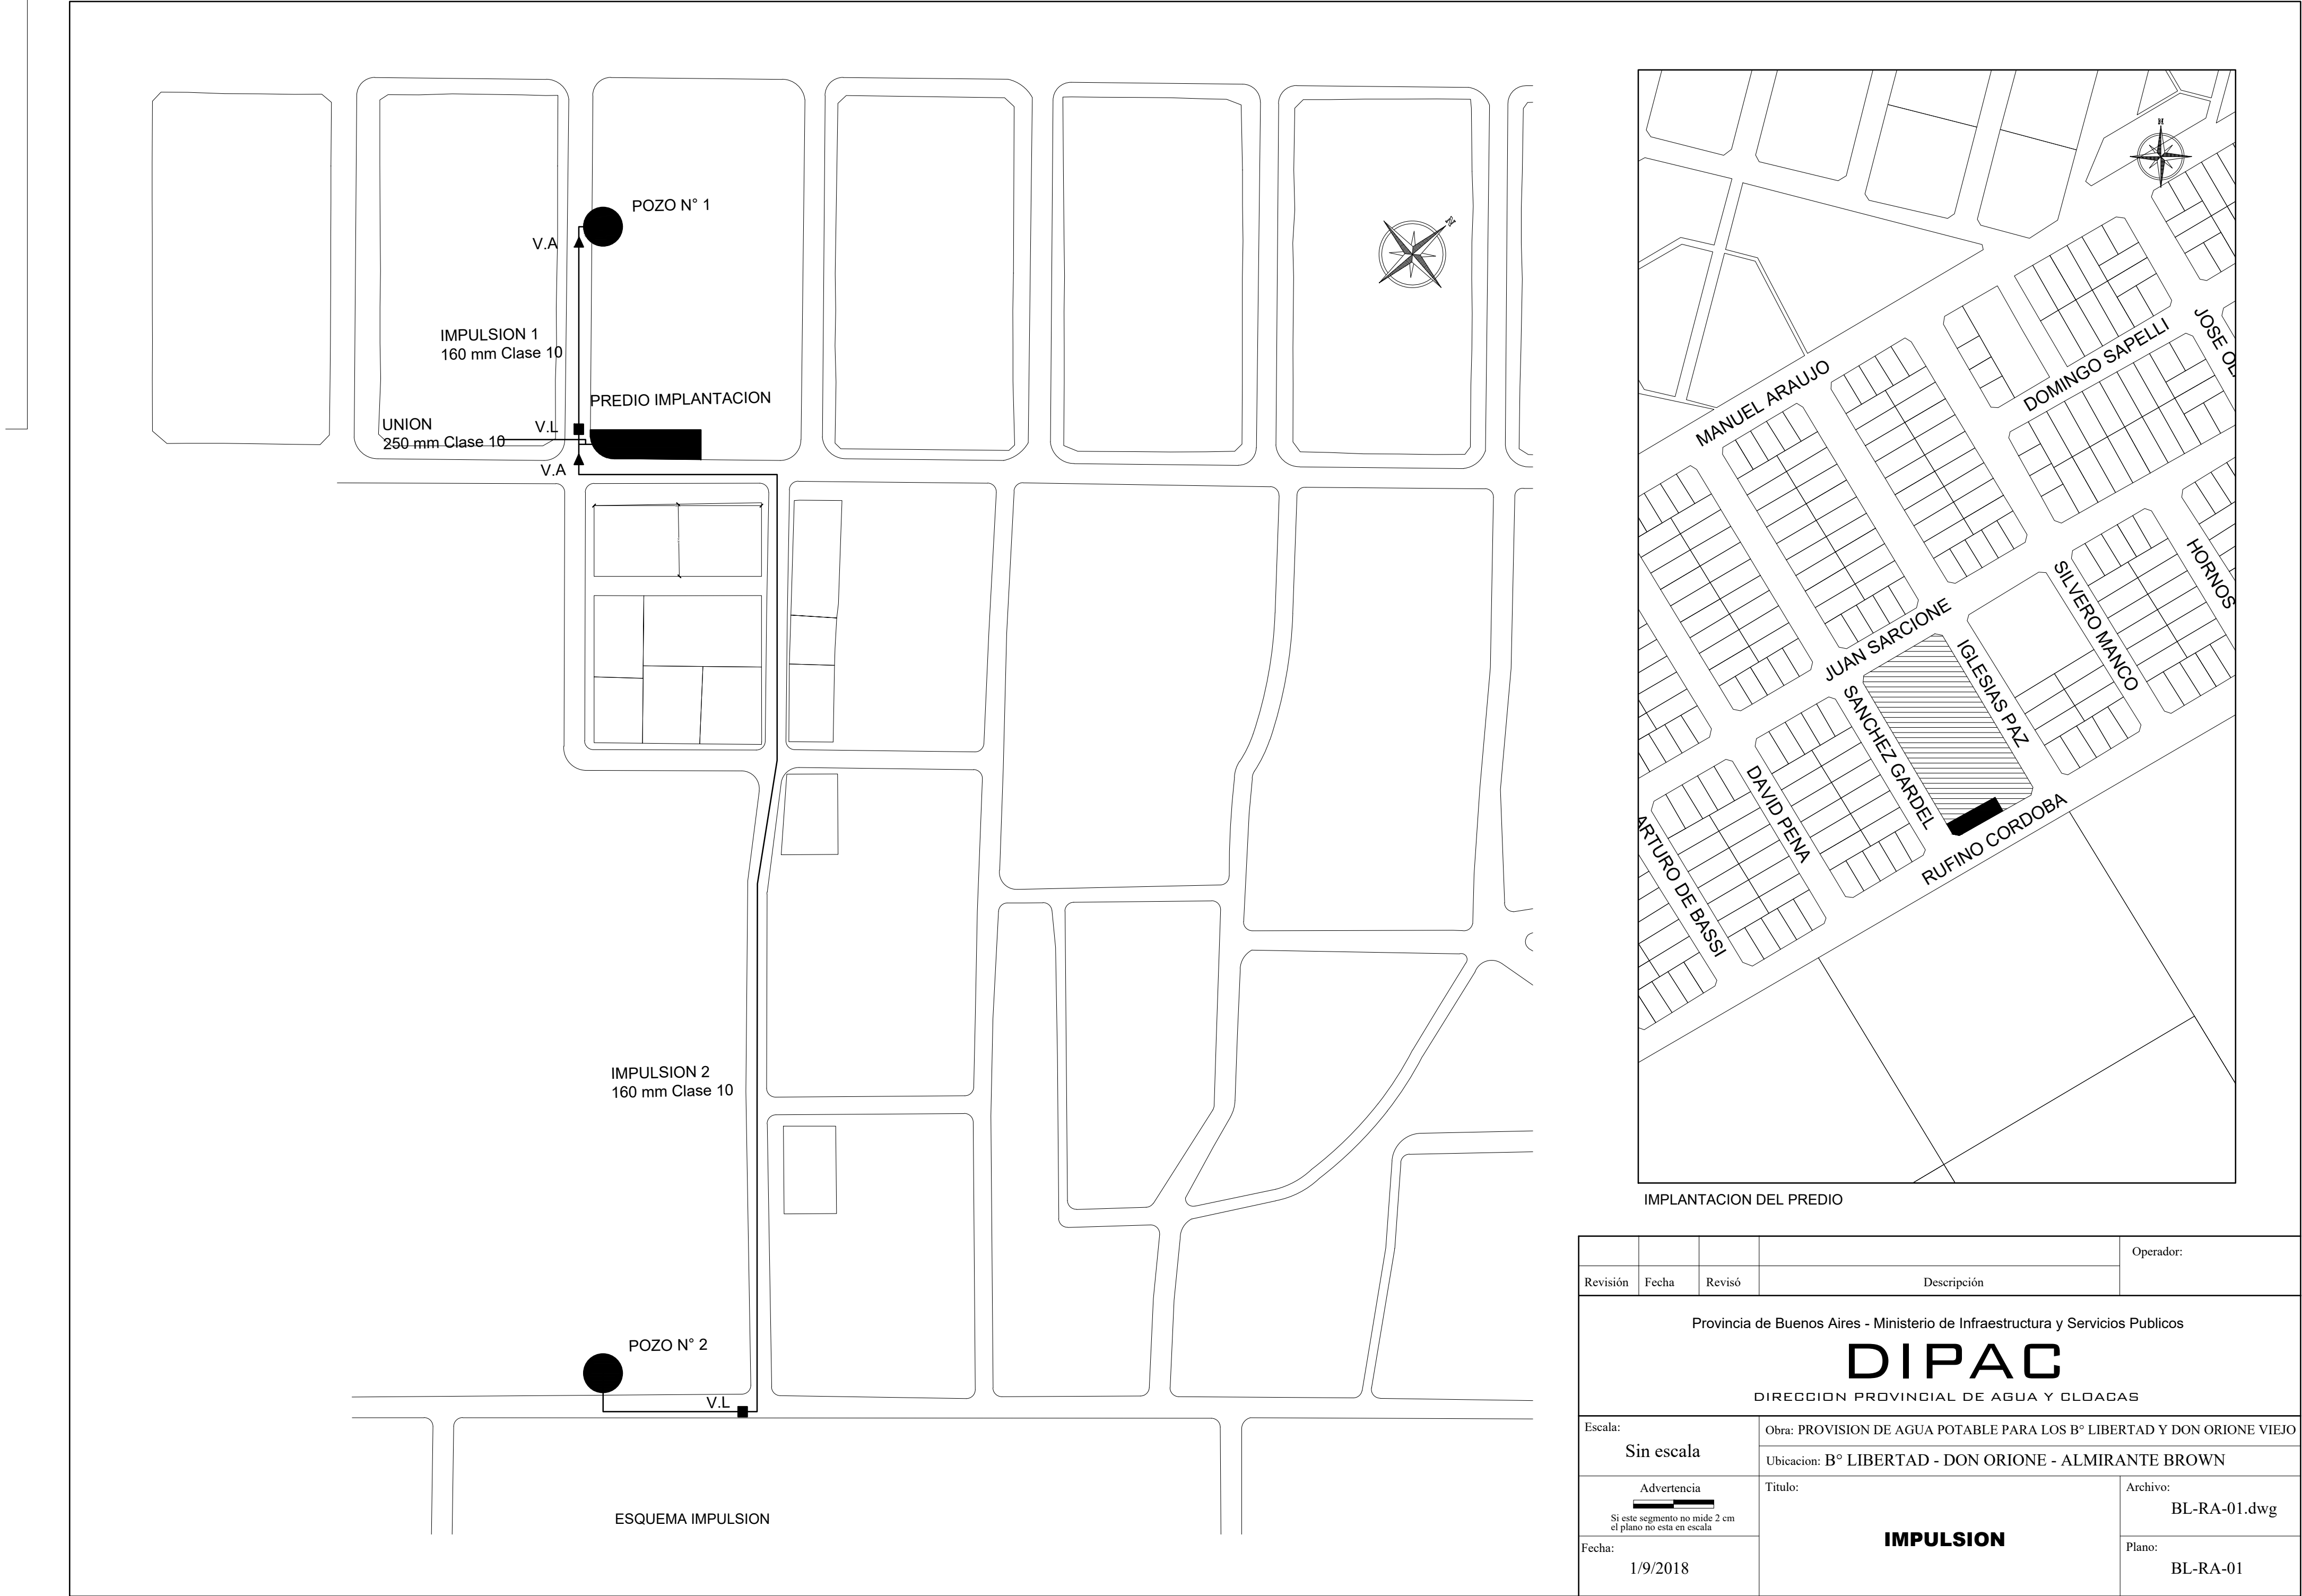 POZO N° 1
V.A
IMPULSION 1
160 mm Clase 10
PREDIO IMPLANTACION
UNION
250 mm Clase 10
V.L
V.A
N
IMPULSION 2
160 mm Clase 10
POZO N° 2
V.L
ESQUEMA IMPULSION
MANUEL ARAUJO
DOMINGO SAPELLI
JUAN SARCIONE
SILVERO MANCO
HORNOS
IGLESIAS PAZ
SANCHEZ GARDEL
DAVID PENA
ARTURO DE BASSI
RUFINO CORDOBA
IMPLANTACION DEL PREDIO
Operador:
Revisión Fecha Revisó Descripción
Provincia de Buenos Aires - Ministerio de Infraestructura y Servicios Publicos
DIPAC
DIRECCION PROVINCIAL DE AGUA Y CLOACAS
Escala:
Sin escala
Obra: PROVISION DE AGUA POTABLE PARA LOS B° LIBERTAD Y DON ORIONE VIEJO
Ubicacion: B° LIBERTAD - DON ORIONE - ALMIRANTE BROWN
Advertencia
Si este segmento no mide 2 cm
el plano no esta en escala
Titulo:
IMPULSION
Archivo:
BL-RA-01.dwg
Fecha:
1/9/2018
Plano:
BL-RA-01